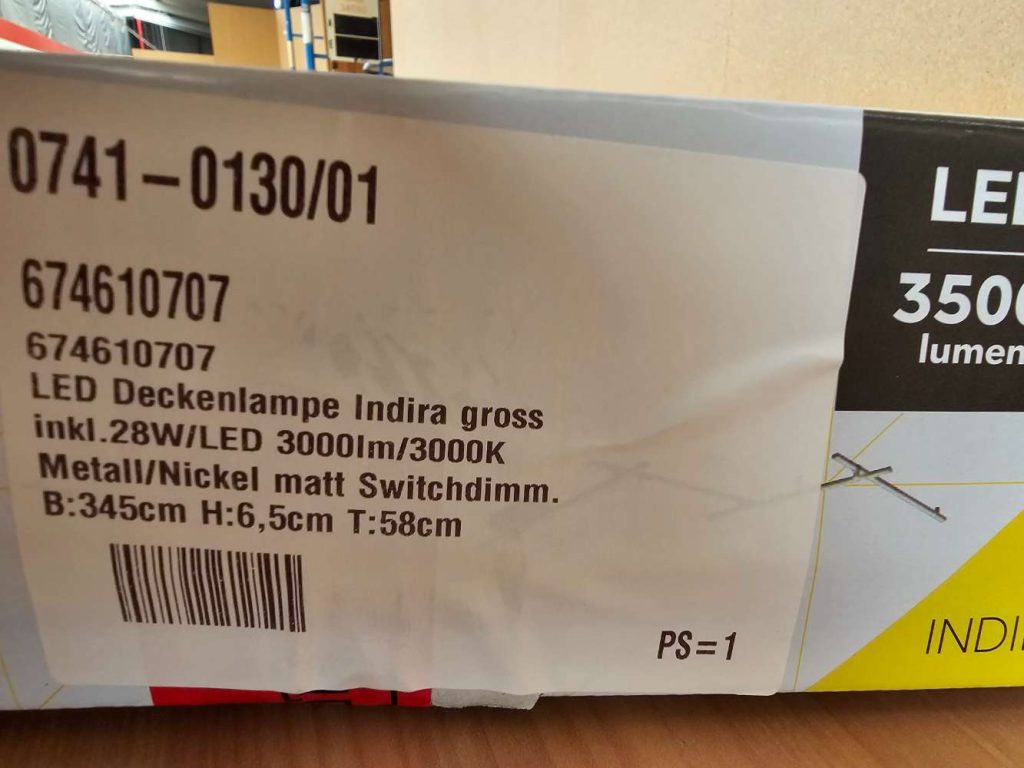 0741-0130/01
674610707
674610707
LED Deckenlampe Indira gross
inkl.28W/LED 3000lm/3000K
Metall/Nickel matt Switchdimm.
B:345cm H:6,5cm T:58cm
PS=1
LED
3500
lumen
INDI